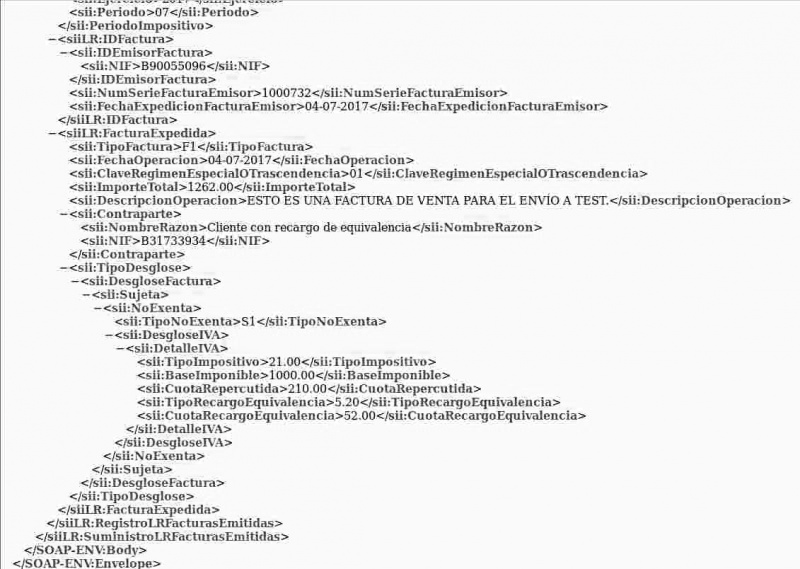 <sii:Periodo>07</sii:Periodo>
</sii:PeriodoImpositivo>
−<siiLR:IDFactura>
−<sii:IDEmisorFactura>
<sii:NIF>B90055096</sii:NIF>
</sii:IDEmisorFactura>
<sii:NumSerieFacturaEmisor>1000732</sii:NumSerieFacturaEmisor>
<sii:FechaExpedicionFacturaEmisor>04-07-2017</sii:FechaExpedicionFacturaEmisor>
</siiLR:IDFactura>
−<siiLR:FacturaExpedida>
<sii:TipoFactura>F1</sii:TipoFactura>
<sii:FechaOperacion>04-07-2017</sii:FechaOperacion>
<sii:ClaveRegimenEspecialOTrascendencia>01</sii:ClaveRegimenEspecialOTrascendencia>
<sii:ImporteTotal>1262.00</sii:ImporteTotal>
<sii:DescripcionOperacion>ESTO ES UNA FACTURA DE VENTA PARA EL ENVÍO A TEST.</sii:DescripcionOperacion>
−<sii:Contraparte>
<sii:NombreRazon>Cliente con recargo de equivalencia</sii:NombreRazon>
<sii:NIF>B31733934</sii:NIF>
</sii:Contraparte>
−<sii:TipoDesglose>
−<sii:DesgloseFactura>
−<sii:Sujeta>
−<sii:NoExenta>
<sii:TipoNoExenta>S1</sii:TipoNoExenta>
−<sii:DesgloseIVA>
−<sii:DetalleIVA>
<sii:TipoImpositivo>21.00</sii:TipoImpositivo>
<sii:BaseImponible>1000.00</sii:BaseImponible>
<sii:CuotaRepercutida>210.00</sii:CuotaRepercutida>
<sii:TipoRecargoEquivalencia>5.20</sii:TipoRecargoEquivalencia>
<sii:CuotaRecargoEquivalencia>52.00</sii:CuotaRecargoEquivalencia>
</sii:DetalleIVA>
</sii:DesgloseIVA>
</sii:NoExenta>
</sii:Sujeta>
</sii:DesgloseFactura>
</sii:TipoDesglose>
</siiLR:FacturaExpedida>
</siiLR:RegistroLRFacturasEmitidas>
</siiLR:SuministroLRFacturasEmitidas>
</SOAP-ENV:Body>
</SOAP-ENV:Envelope>